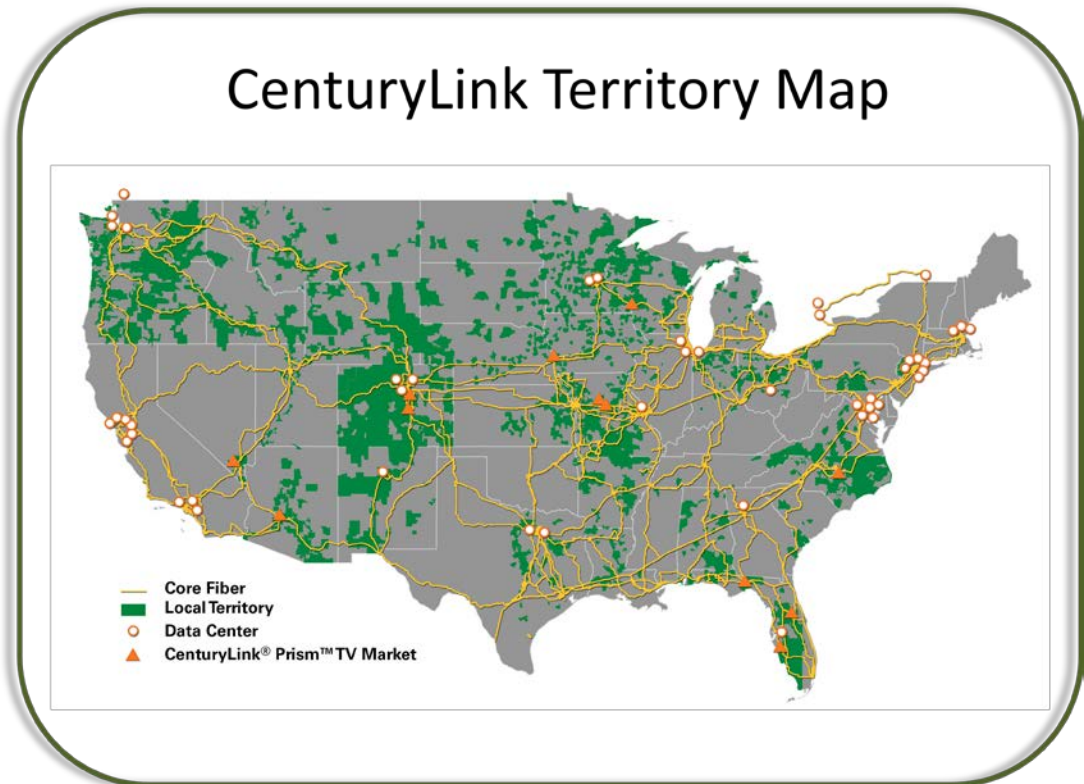 CenturyLink Territory Map
Core Fiber
Local Territory
Data Center
CenturyLink® Prism™ TV Market